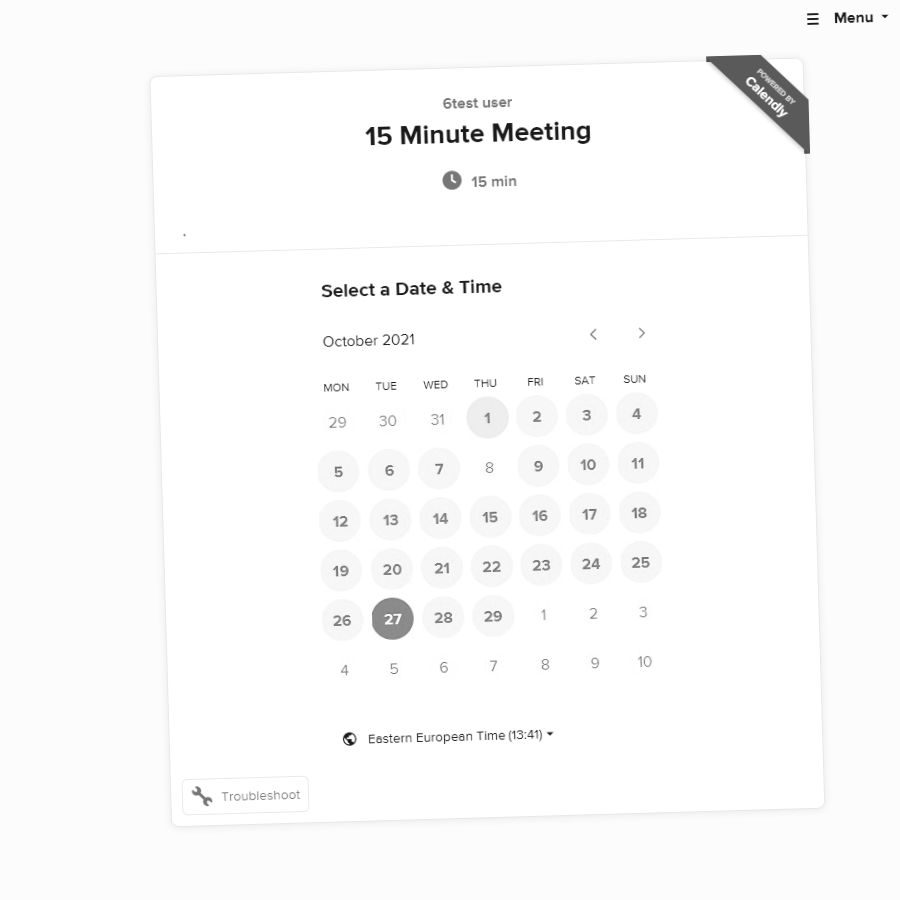 Menu
POWERED BY
Calendly
6test user
15 Minute Meeting
15 min
.
Select a Date & Time
October 2021
MON TUE WED THU FRI SAT SUN
29 30 31 1 2 3 4
5 6 7 8 9 10 11
12 13 14 15 16 17 18
19 20 21 22 23 24 25
26 27 28 29 1 2 3
4 5 6 7 8 9 10
Eastern European Time (13:41)
Troubleshoot